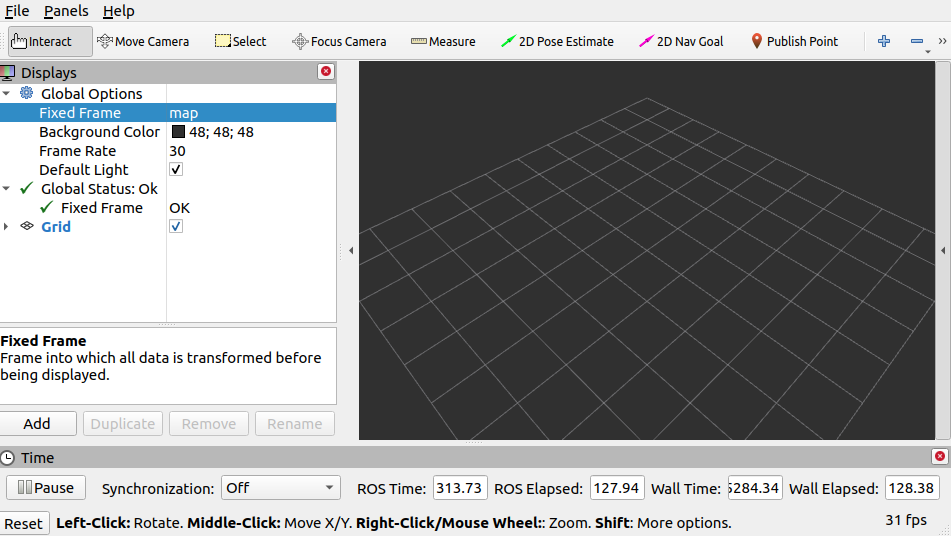 File Panels Help
Interact Move Camera Select Focus Camera Measure 2D Pose Estimate 2D Nav Goal Publish Point »
Displays
Global Options
Fixed Frame map
Background Color 48; 48; 48
Frame Rate 30
Default Light ✓
✓ Global Status: Ok
✓ Fixed Frame OK
Grid ✓
Fixed Frame
Frame into which all data is transformed before
being displayed.
Add Duplicate Remove Rename
Time
Pause Synchronization: Off ROS Time: 313.73 ROS Elapsed: 127.94 Wall Time: 5284.34 Wall Elapsed: 128.38
Reset Left-Click: Rotate. Middle-Click: Move X/Y. Right-Click/Mouse Wheel:: Zoom. Shift: More options. 31 fps